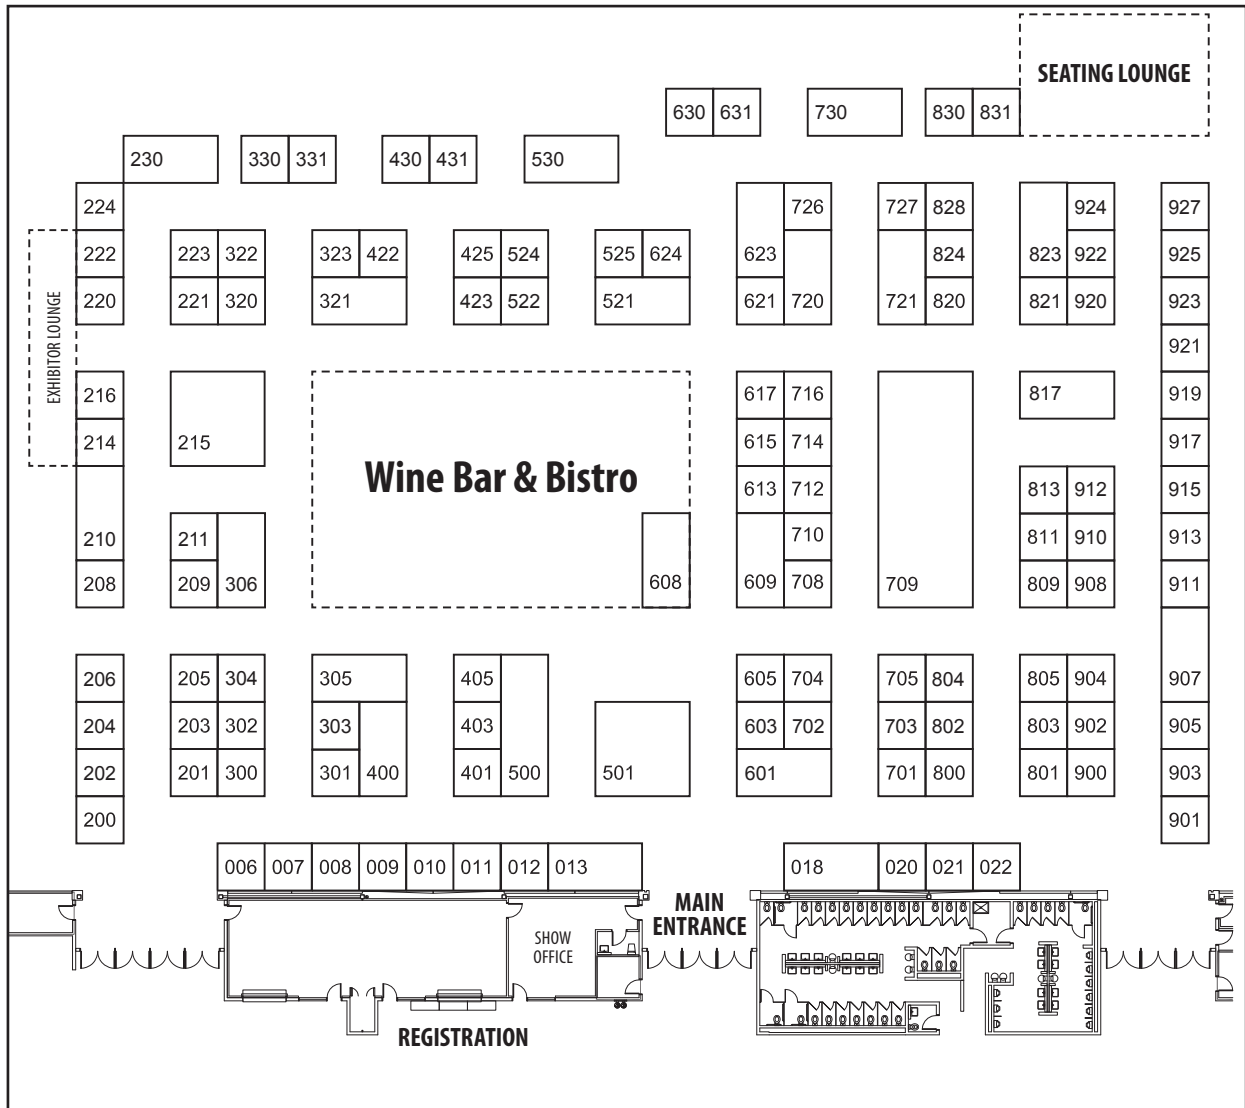 SEATING LOUNGE
630 631 730 830 831
230 330 331 430 431 530
224 726 727 828 924 927
222 223 322 323 422 425 524 525 624 623 824 823 922 925
220 221 320 321 423 522 521 621 720 721 820 821 920 923
EXHIBITOR LOUNGE
921
216 617 716 817 919
214 215 615 714 917
Wine Bar & Bistro
613 712 813 912 915
210 211 710 811 910 913
208 209 306 608 609 708 709 809 908 911
206 205 304 305 405 605 704 705 804 805 904 907
204 203 302 303 403 603 702 703 802 803 902 905
202 201 300 301 400 401 500 501 601 701 800 801 900 903
200 901
006 007 008 009 010 011 012 013 018 020 021 022
MAIN
ENTRANCE
SHOW
OFFICE
REGISTRATION